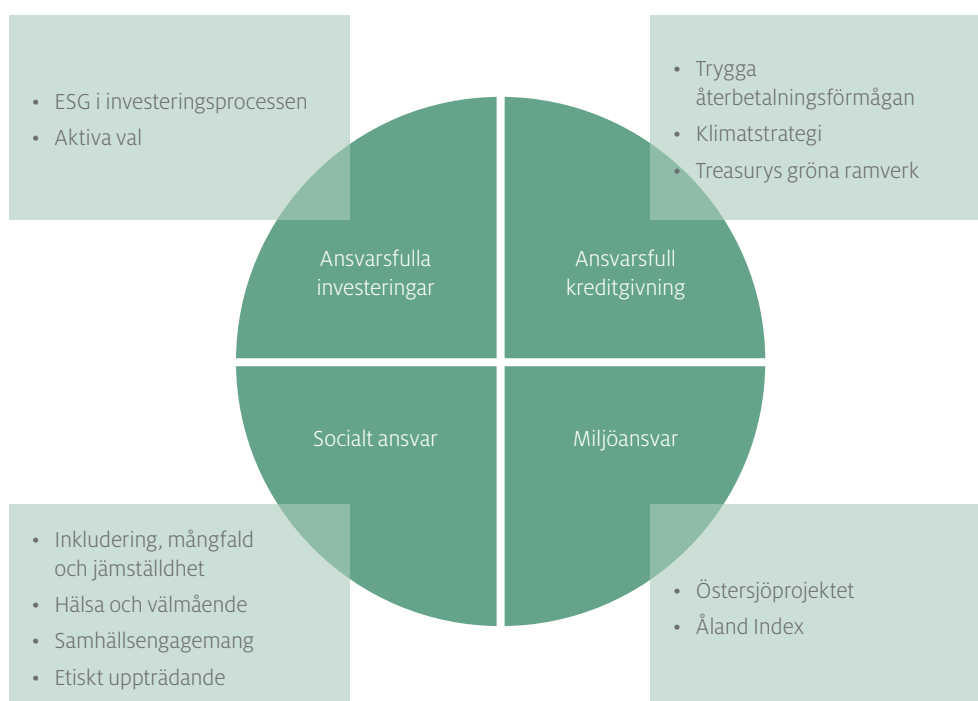 • ESG i investeringsprocessen
• Aktiva val
• Trygga
återbetalningsförmågan
• Klimatstrategi
• Treasurys gröna ramverk
Ansvarsfulla
investeringar
Ansvarsfull
kreditgivning
Socialt ansvar
Miljöansvar
• Inkludering, mångfald
och jämställdhet
• Hälsa och välmående
• Samhällsengagemang
• Etiskt uppträdande
• Östersjöprojektet
• Åland Index